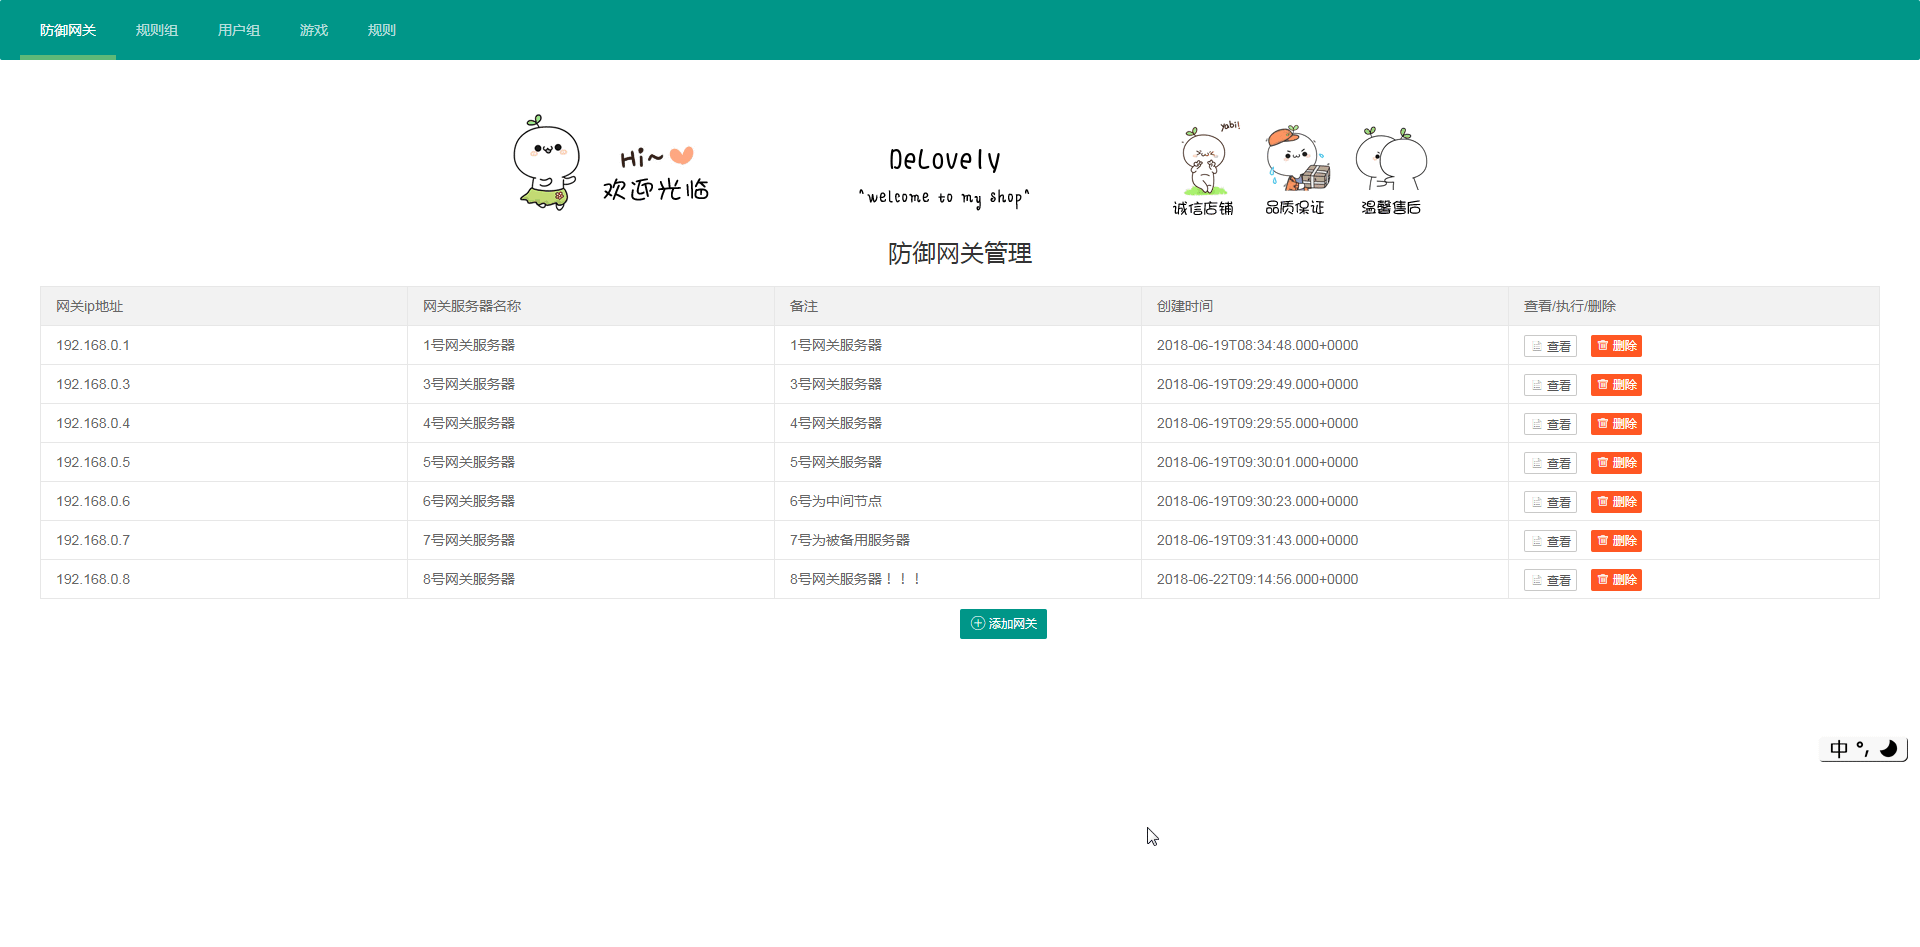 防御网关 规则组 用户组 游戏 规则
Hi~
欢迎光临
DeLovely
^welcome to my shop^
yabi!
诚信店铺 品质保证 温馨售后
防御网关管理
网关ip地址 网关服务器名称 备注 创建时间 查看/执行/删除
192.168.0.1 1号网关服务器 1号网关服务器 2018-06-19T08:34:48.000+0000 查看 删除
192.168.0.3 3号网关服务器 3号网关服务器 2018-06-19T09:29:49.000+0000 查看 删除
192.168.0.4 4号网关服务器 4号网关服务器 2018-06-19T09:29:55.000+0000 查看 删除
192.168.0.5 5号网关服务器 5号网关服务器 2018-06-19T09:30:01.000+0000 查看 删除
192.168.0.6 6号网关服务器 6号为中间节点 2018-06-19T09:30:23.000+0000 查看 删除
192.168.0.7 7号网关服务器 7号为被备用服务器 2018-06-19T09:31:43.000+0000 查看 删除
192.168.0.8 8号网关服务器 8号网关服务器！！！ 2018-06-22T09:14:56.000+0000 查看 删除
添加网关
中 °,